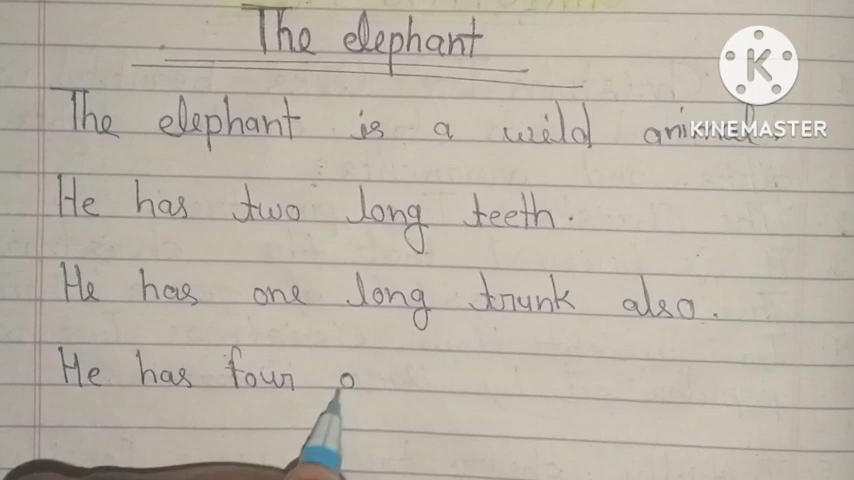 The elephant
The elephant is a wild animal.
He has two long teeth.
He has one long trunk also.
He has four
K
KINEMASTER